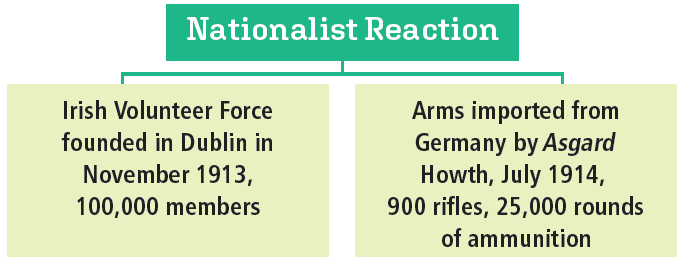 Nationalist Reaction
Irish Volunteer Force
founded in Dublin in
November 1913,
100,000 members
Arms imported from
Germany by Asgard
Howth, July 1914,
900 rifles, 25,000 rounds
of ammunition